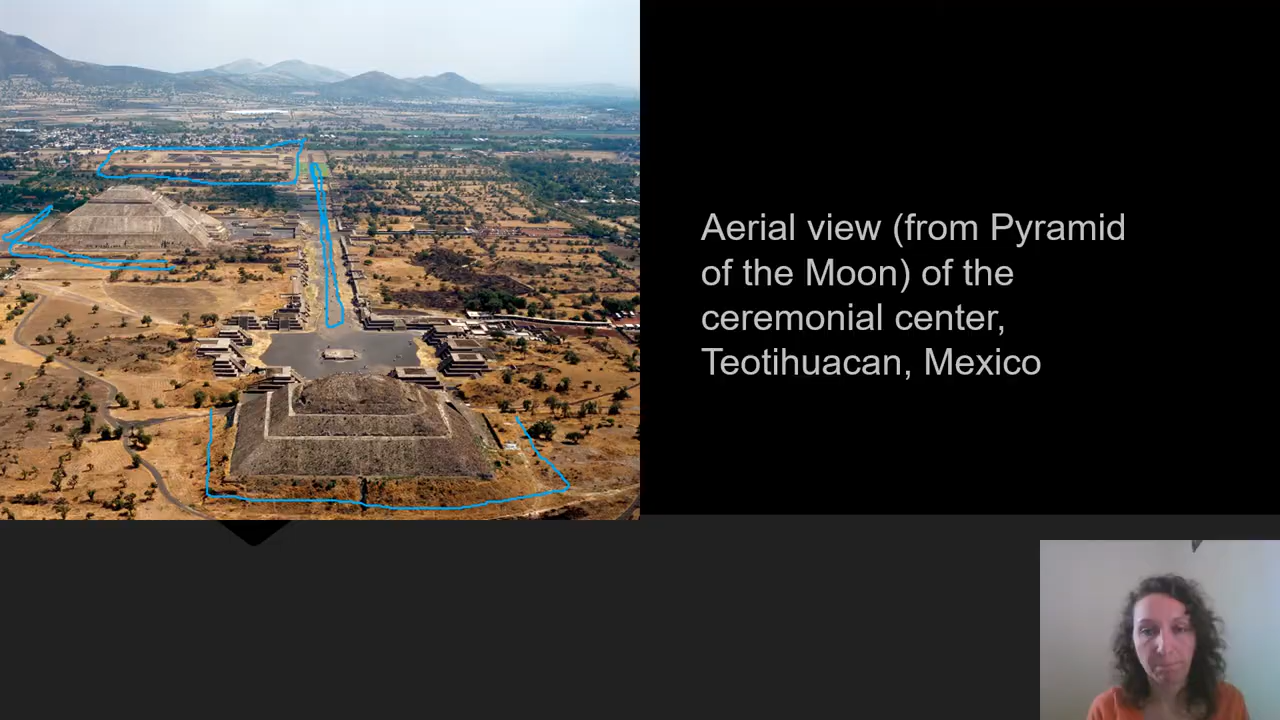 Aerial view (from Pyramid
of the Moon) of the
ceremonial center,
Teotihuacan, Mexico